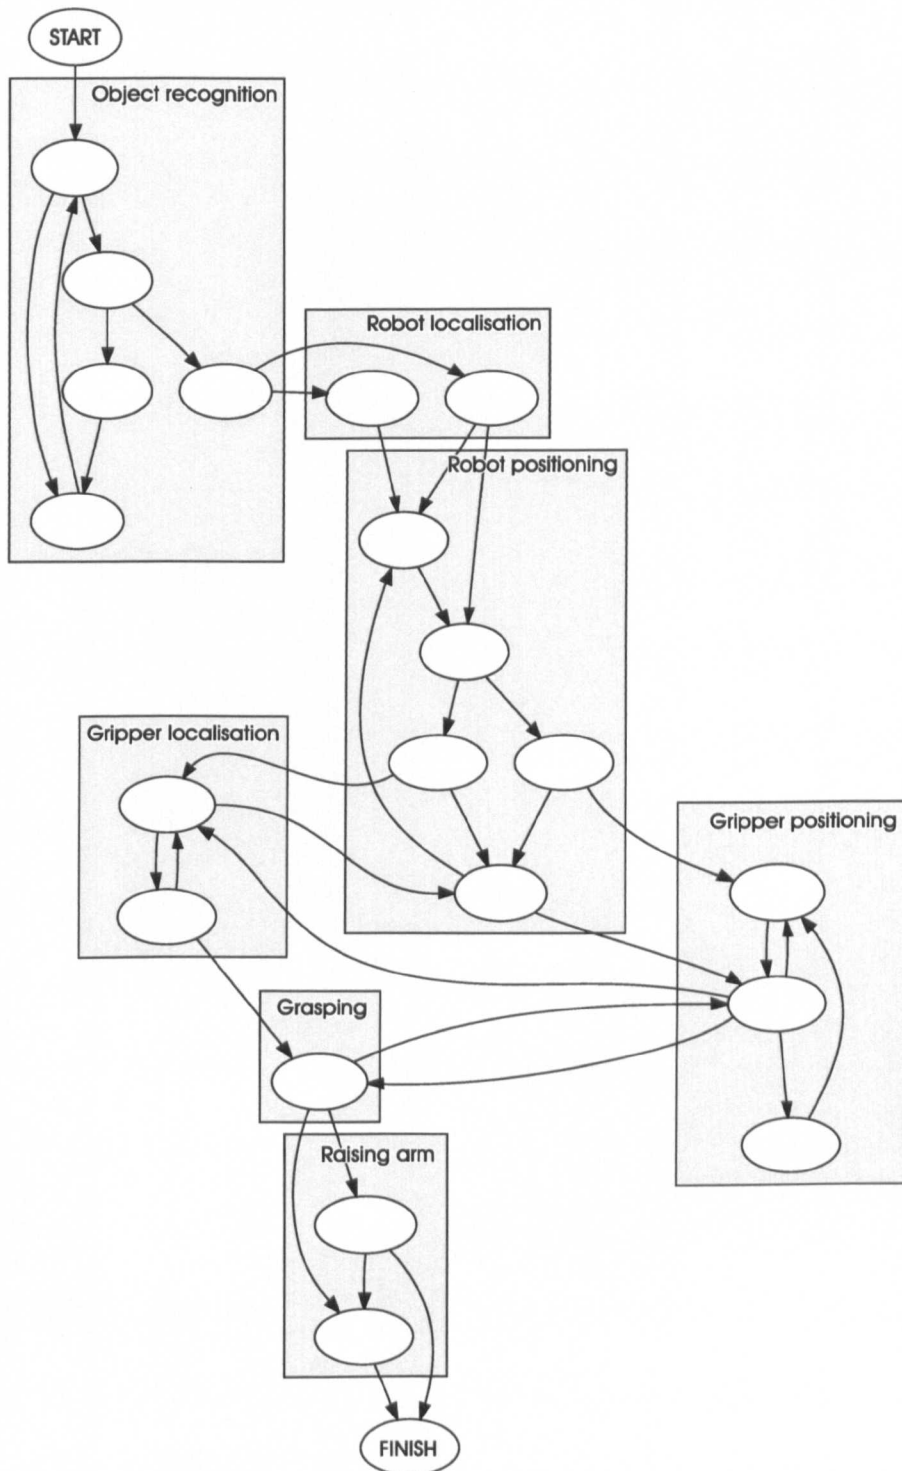 START
Object recognition
Robot localisation
Robot positioning
Gripper localisation
Gripper positioning
Grasping
Raising arm
FINISH